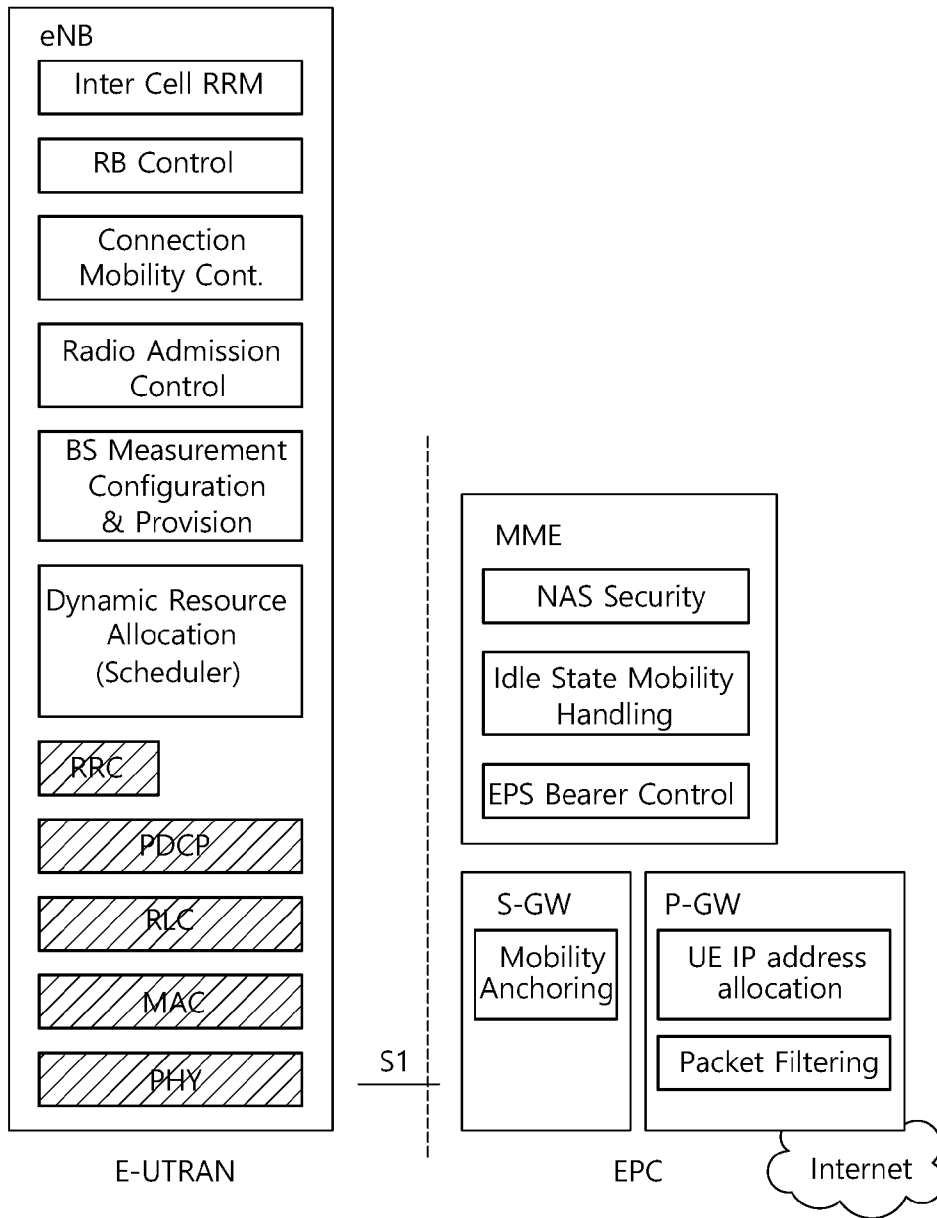 eNB
Inter Cell RRM
RB Control
Connection
Mobility Cont.
Radio Admission
Control
BS Measurement
Configuration
& Provision
Dynamic Resource
Allocation
(Scheduler)
RRC
PDCP
RLC
MAC
PHY
S1
E-UTRAN
MME
NAS Security
Idle State Mobility
Handling
EPS Bearer Control
S-GW
Mobility
Anchoring
P-GW
UE IP address
allocation
Packet Filtering
EPC
Internet